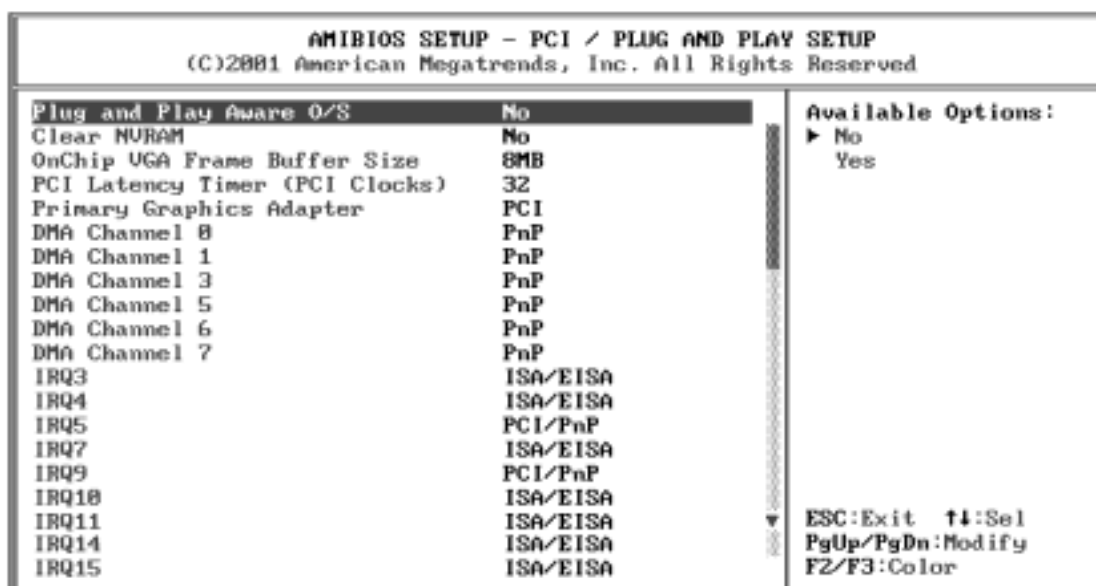 AMIBIOS SETUP - PCI / PLUG AND PLAY SETUP
(C)2001 American Megatrends, Inc. All Rights Reserved
Plug and Play Aware O/S No
Clear NVRAM No
OnChip VGA Frame Buffer Size 8MB
PCI Latency Timer (PCI Clocks) 32
Primary Graphics Adapter PCI
DMA Channel 0 PnP
DMA Channel 1 PnP
DMA Channel 3 PnP
DMA Channel 5 PnP
DMA Channel 6 PnP
DMA Channel 7 PnP
IRQ3 ISA/EISA
IRQ4 ISA/EISA
IRQ5 PCI/PnP
IRQ7 ISA/EISA
IRQ9 PCI/PnP
IRQ10 ISA/EISA
IRQ11 ISA/EISA
IRQ14 ISA/EISA
IRQ15 ISA/EISA
Available Options:
► No
Yes
ESC:Exit ↑↓:Sel
PgUp/PgDn:Modify
F2/F3:Color